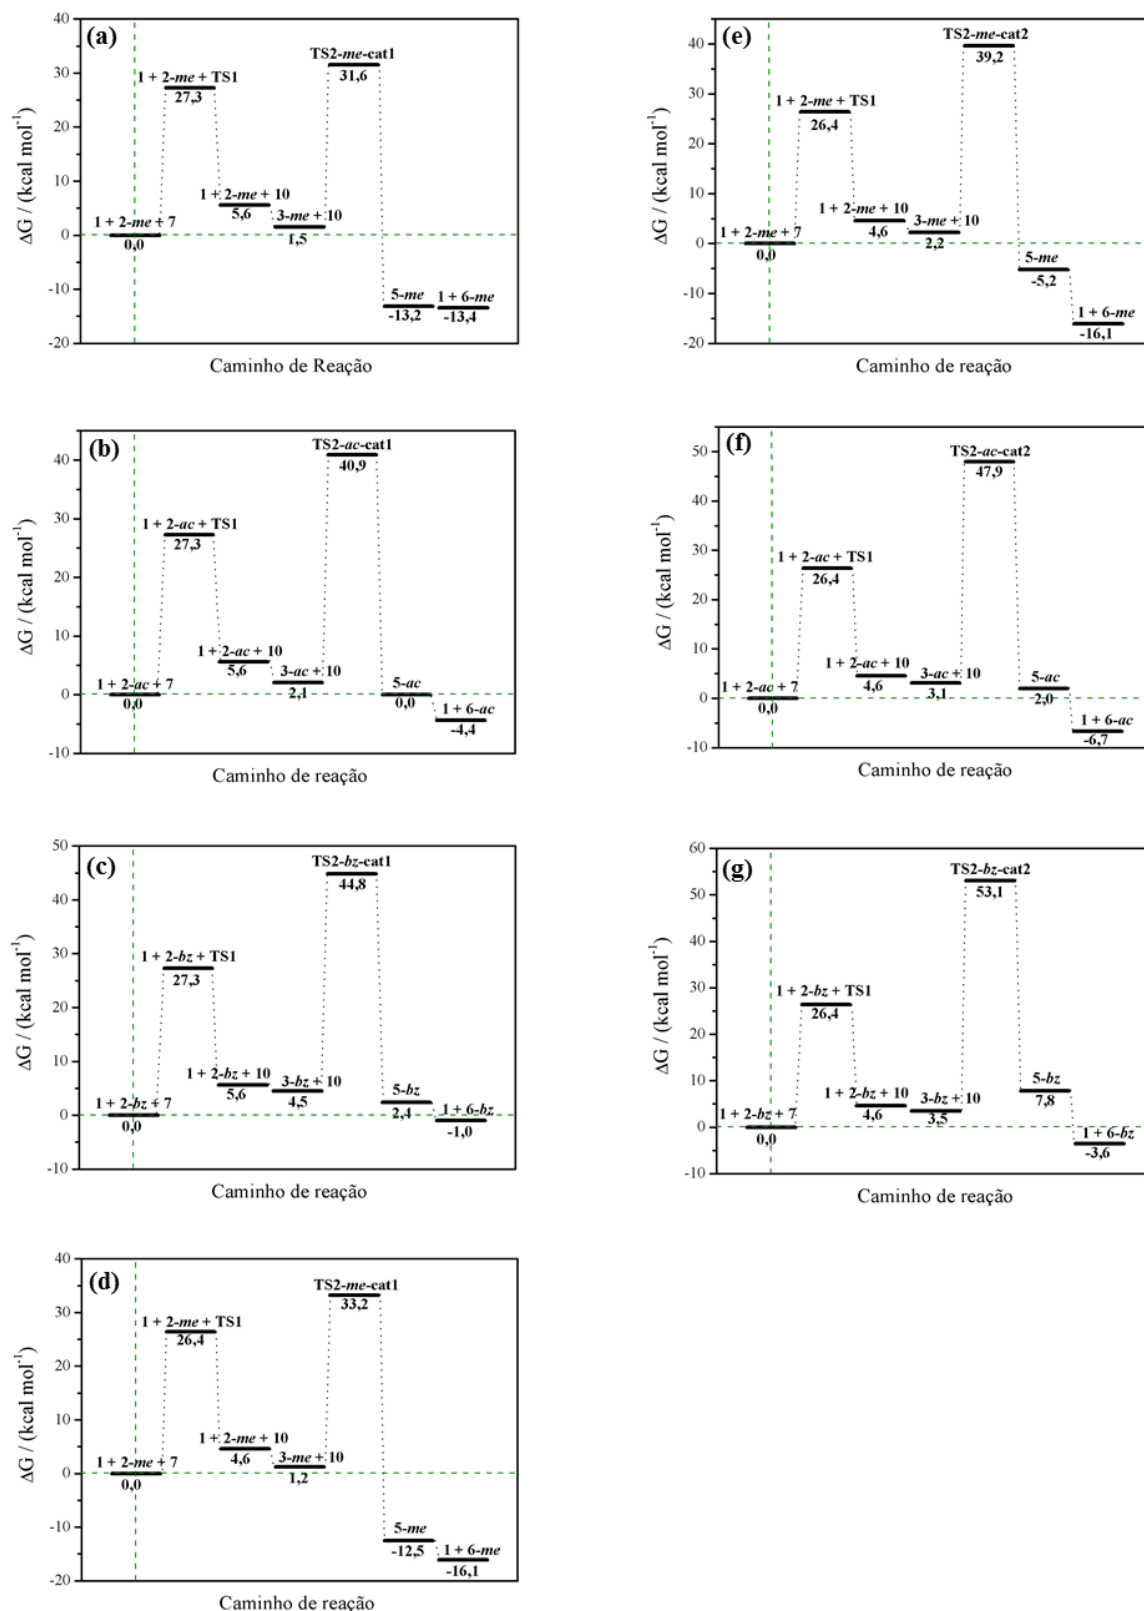 (a)
ΔG / (kcal mol⁻¹)
40
30
20
10
0
-10
-20
1 + 2-me + 7
0,0
1 + 2-me + TS1
27,3
1 + 2-me + 10
5,6
3-me + 10
1,5
TS2-me-cat1
31,6
5-me
-13,2
1 + 6-me
-13,4
Caminho de Reação
(e)
ΔG / (kcal mol⁻¹)
40
30
20
10
0
-10
-20
1 + 2-me + 7
0,0
1 + 2-me + TS1
26,4
1 + 2-me + 10
4,6
3-me + 10
2,2
TS2-me-cat2
39,2
5-me
-5,2
1 + 6-me
-16,1
Caminho de reação
(b)
ΔG / (kcal mol⁻¹)
40
30
20
10
0
-10
1 + 2-ac + 7
0,0
1 + 2-ac + TS1
27,3
1 + 2-ac + 10
5,6
3-ac + 10
2,1
TS2-ac-cat1
40,9
5-ac
0,0
1 + 6-ac
-4,4
Caminho de reação
(f)
ΔG / (kcal mol⁻¹)
50
40
30
20
10
0
-10
1 + 2-ac + 7
0,0
1 + 2-ac + TS1
26,4
1 + 2-ac + 10
4,6
3-ac + 10
3,1
TS2-ac-cat2
47,9
5-ac
2,0
1 + 6-ac
-6,7
Caminho de reação
(c)
ΔG / (kcal mol⁻¹)
50
40
30
20
10
0
-10
1 + 2-bz + 7
0,0
1 + 2-bz + TS1
27,3
1 + 2-bz + 10
5,6
3-bz + 10
4,5
TS2-bz-cat1
44,8
5-bz
2,4
1 + 6-bz
-1,0
Caminho de reação
(g)
ΔG / (kcal mol⁻¹)
60
50
40
30
20
10
0
-10
1 + 2-bz + 7
0,0
1 + 2-bz + TS1
26,4
1 + 2-bz + 10
4,6
3-bz + 10
3,5
TS2-bz-cat2
53,1
5-bz
7,8
1 + 6-bz
-3,6
Caminho de reação
(d)
ΔG / (kcal mol⁻¹)
40
30
20
10
0
-10
-20
1 + 2-me + 7
0,0
1 + 2-me + TS1
26,4
1 + 2-me + 10
4,6
3-me + 10
1,2
TS2-me-cat1
33,2
5-me
-12,5
1 + 6-me
-16,1
Caminho de reação